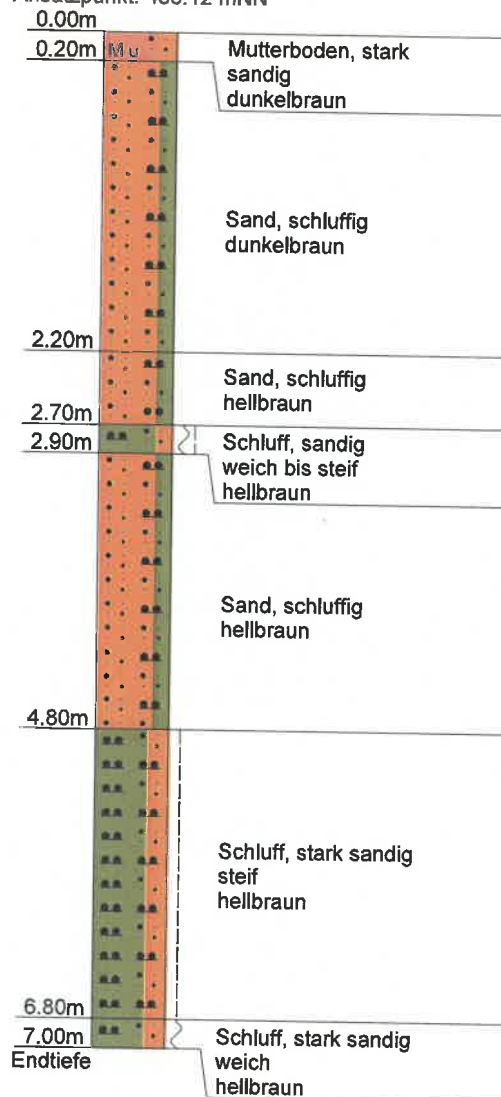 0.00m
0.20m
Mu
Mutterboden, stark
sandig
dunkelbraun
Sand, schluffig
dunkelbraun
2.20m
Sand, schluffig
hellbraun
2.70m
2.90m
Schluff, sandig
weich bis steif
hellbraun
Sand, schluffig
hellbraun
4.80m
Schluff, stark sandig
steif
hellbraun
6.80m
7.00m
Endtiefe
Schluff, stark sandig
weich
hellbraun